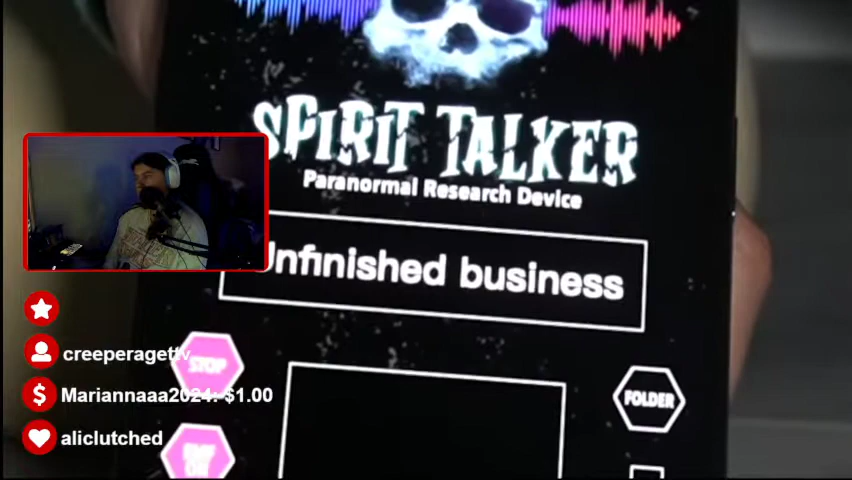 SPIRIT TALKER
Paranormal Research Device
Unfinished business
STOP
FOLDER
creeperagettv
Mariannaaa2024: $1.00
aliclutched